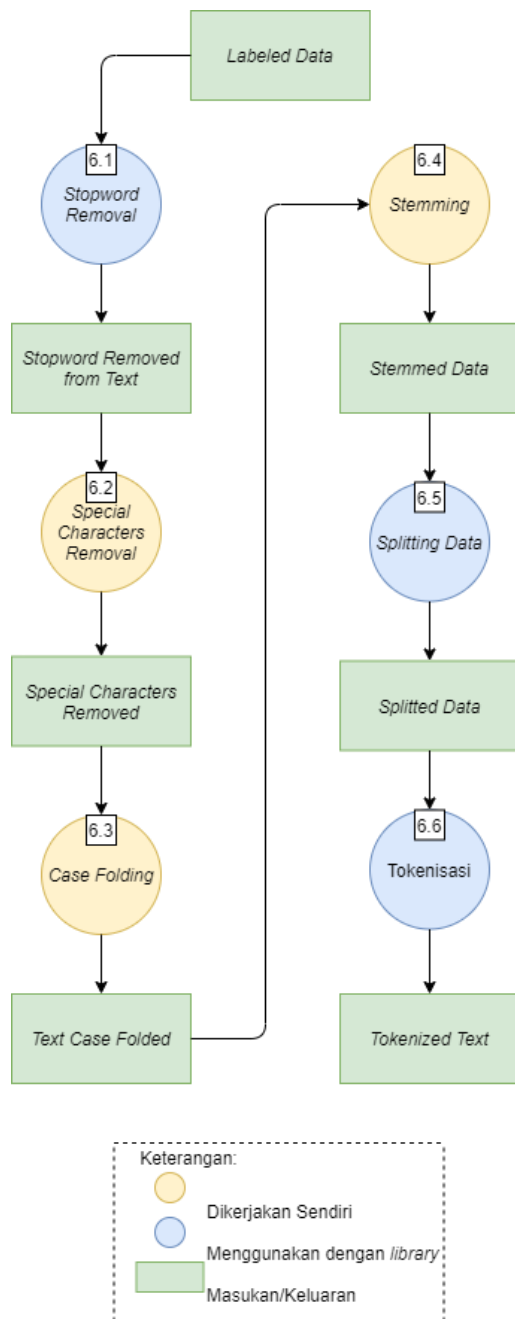 Labeled Data
6.1
Stopword
Removal
Stopword Removed
from Text
6.2
Special
Characters
Removal
Special Characters
Removed
6.3
Case Folding
Text Case Folded
6.4
Stemming
Stemmed Data
6.5
Splitting Data
Splitted Data
6.6
Tokenisasi
Tokenized Text
Keterangan:
Dikerjakan Sendiri
Menggunakan dengan library
Masukan/Keluaran